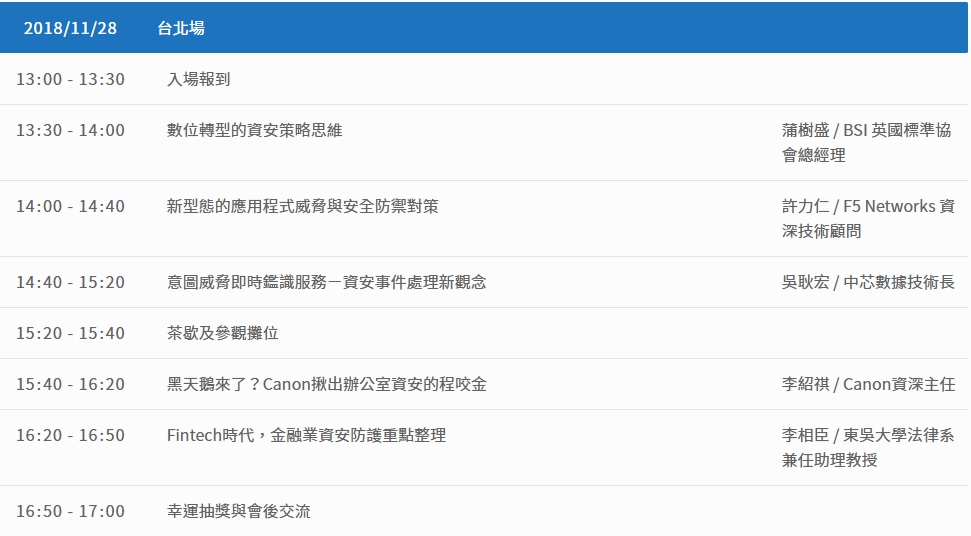 2018/11/28 台北場
13:00 - 13:30 入場報到
13:30 - 14:00 數位轉型的資安策略思維 蒲樹盛 / BSI 英國標準協
會總經理
14:00 - 14:40 新型態的應用程式威脅與安全防禦對策 許力仁 / F5 Networks 資
深技術顧問
14:40 - 15:20 意圖威脅即時鑑識服務－資安事件處理新觀念 吳耿宏 / 中芯數據技術長
15:20 - 15:40 茶歇及參觀攤位
15:40 - 16:20 黑天鵝來了？Canon揪出辦公室資安的程咬金 李紹祺 / Canon資深主任
16:20 - 16:50 Fintech時代，金融業資安防護重點整理 李相臣 / 東吳大學法律系
兼任助理教授
16:50 - 17:00 幸運抽獎與會後交流